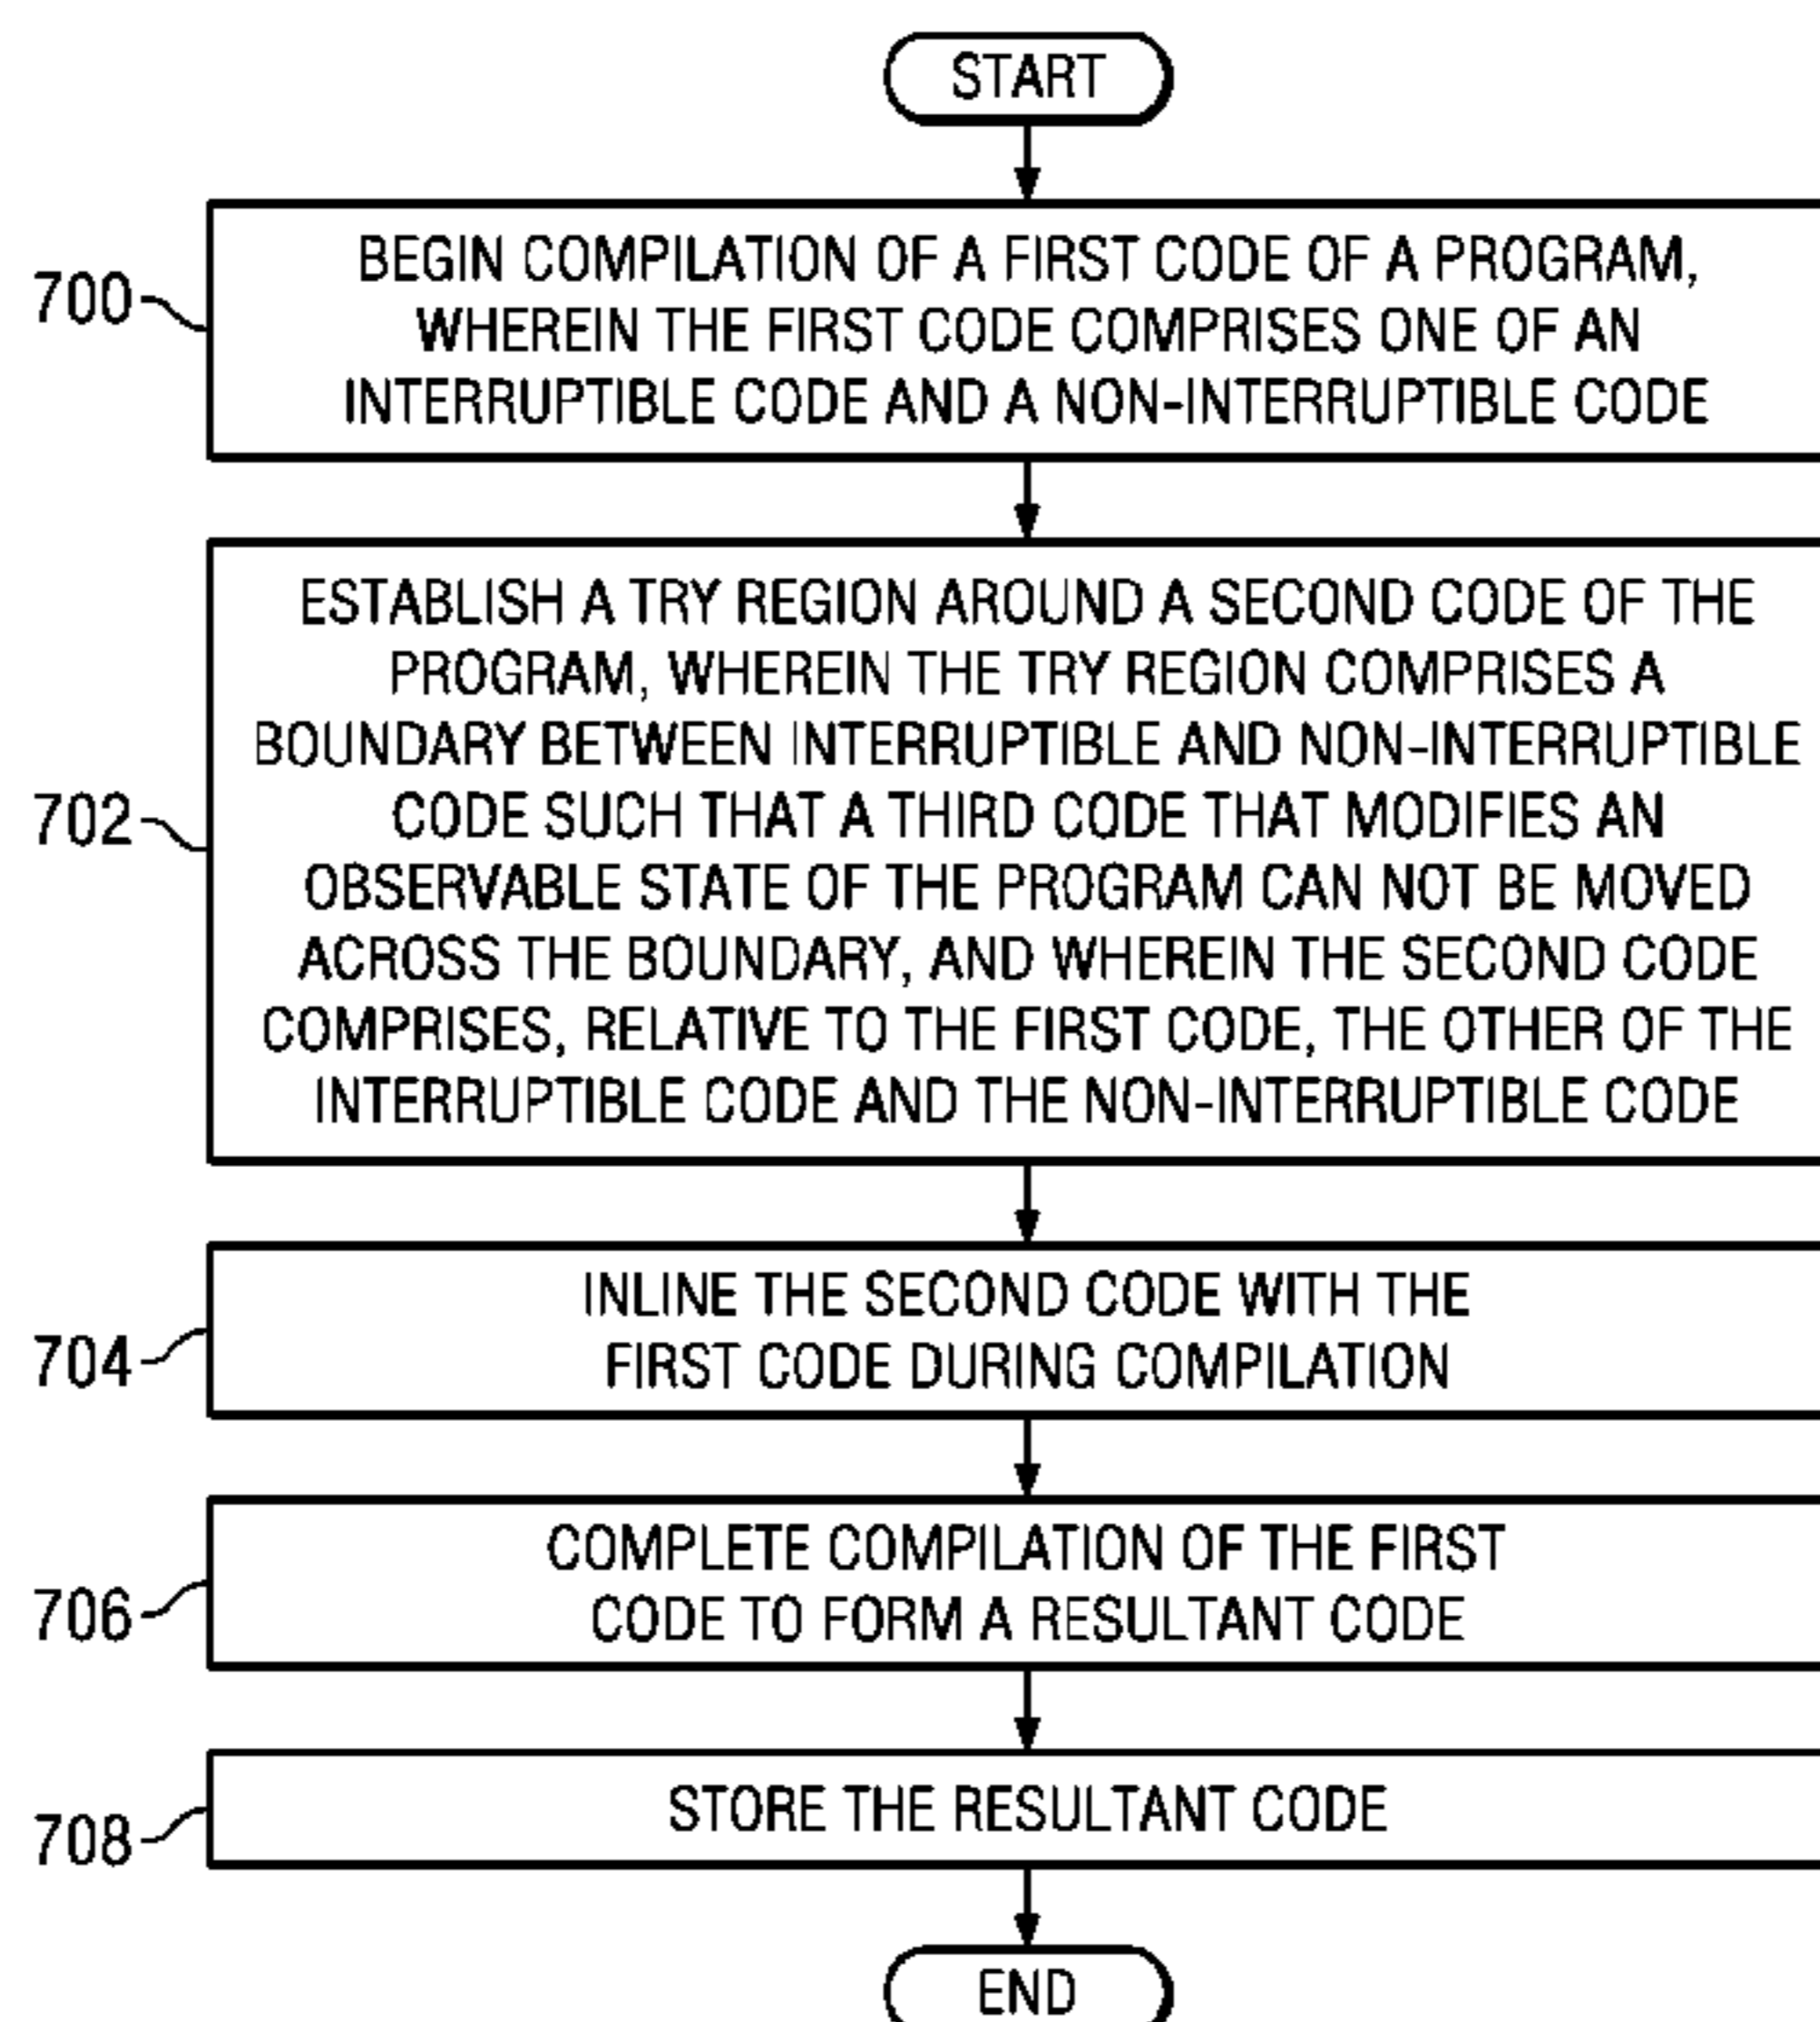 START
700
BEGIN COMPILATION OF A FIRST CODE OF A PROGRAM,
WHEREIN THE FIRST CODE COMPRISES ONE OF AN
INTERRUPTIBLE CODE AND A NON-INTERRUPTIBLE CODE
702
ESTABLISH A TRY REGION AROUND A SECOND CODE OF THE
PROGRAM, WHEREIN THE TRY REGION COMPRISES A
BOUNDARY BETWEEN INTERRUPTIBLE AND NON-INTERRUPTIBLE
CODE SUCH THAT A THIRD CODE THAT MODIFIES AN
OBSERVABLE STATE OF THE PROGRAM CAN NOT BE MOVED
ACROSS THE BOUNDARY, AND WHEREIN THE SECOND CODE
COMPRISES, RELATIVE TO THE FIRST CODE, THE OTHER OF THE
INTERRUPTIBLE CODE AND THE NON-INTERRUPTIBLE CODE
704
INLINE THE SECOND CODE WITH THE
FIRST CODE DURING COMPILATION
706
COMPLETE COMPILATION OF THE FIRST
CODE TO FORM A RESULTANT CODE
708
STORE THE RESULTANT CODE
END